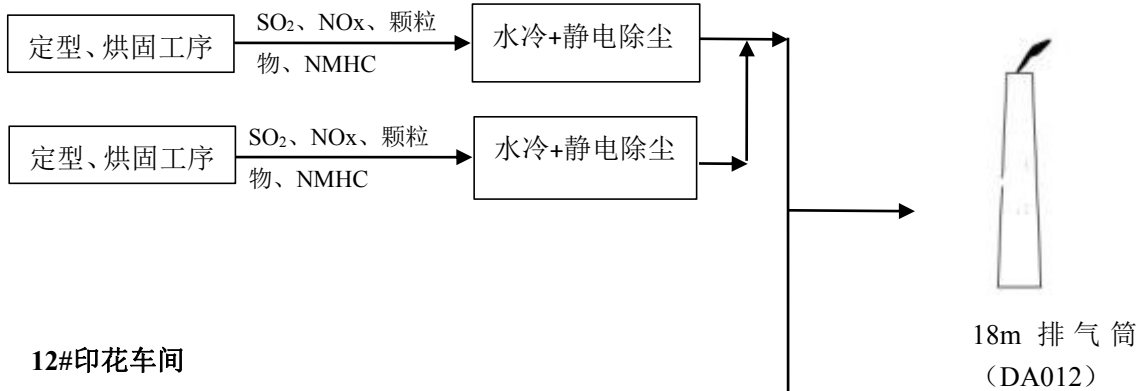 SO₂、NOx、颗粒
定型、烘固工序
物、NMHC
水冷+静电除尘
SO₂、NOx、颗粒
定型、烘固工序
物、NMHC
水冷+静电除尘
18m 排气筒
(DA012)
12#印花车间